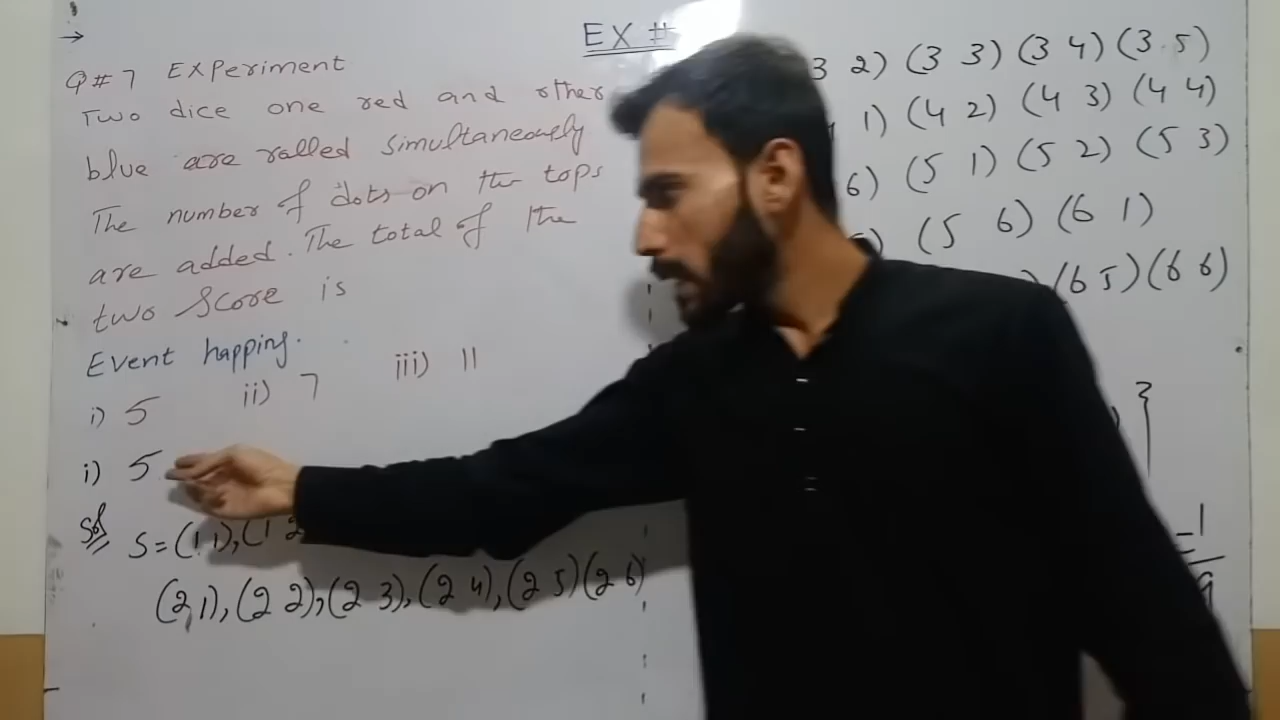 EX #
Q#7 Experiment
Two dice one red and other
blue are rolled simultaneously
The number of dots on the tops
are added. The total of the
two Score is
Event happing.
i) 5 ii) 7 iii) 11
i) 5
Sol
S=(1 1),(1 2
(2,1),(2 2),(2 3),(2 4),(2 5)(2 6)
3 2) (3 3) (3 4) (3 5)
1) (4 2) (4 3) (4 4)
6) (5 1) (5 2) (5 3)
) (5 6) (6 1)
) (6 5)(6 6)
}
=1
9